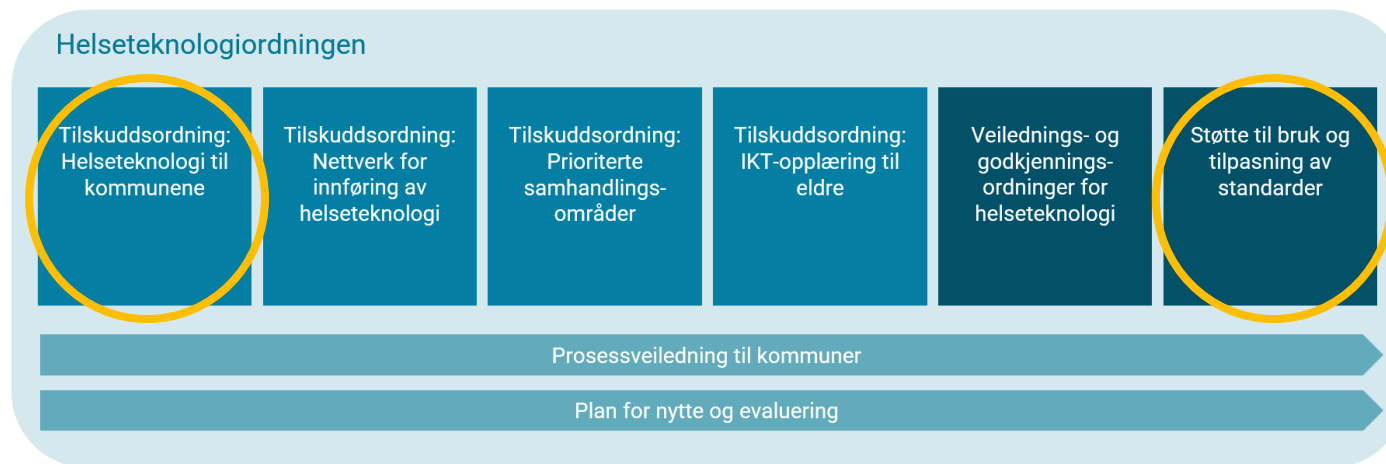 Helseteknologiordningen
Tilskuddsordning:
Helseteknologi til
kommunene
Tilskuddsordning:
Nettverk for
innføring av
helseteknologi
Tilskuddsordning:
Prioriterte
samhandlings-
områder
Tilskuddsordning:
IKT-opplæring til
eldre
Veilednings- og
godkjennings-
ordninger for
helseteknologi
Støtte til bruk og
tilpasning av
standarder
Prosessveiledning til kommuner
Plan for nytte og evaluering